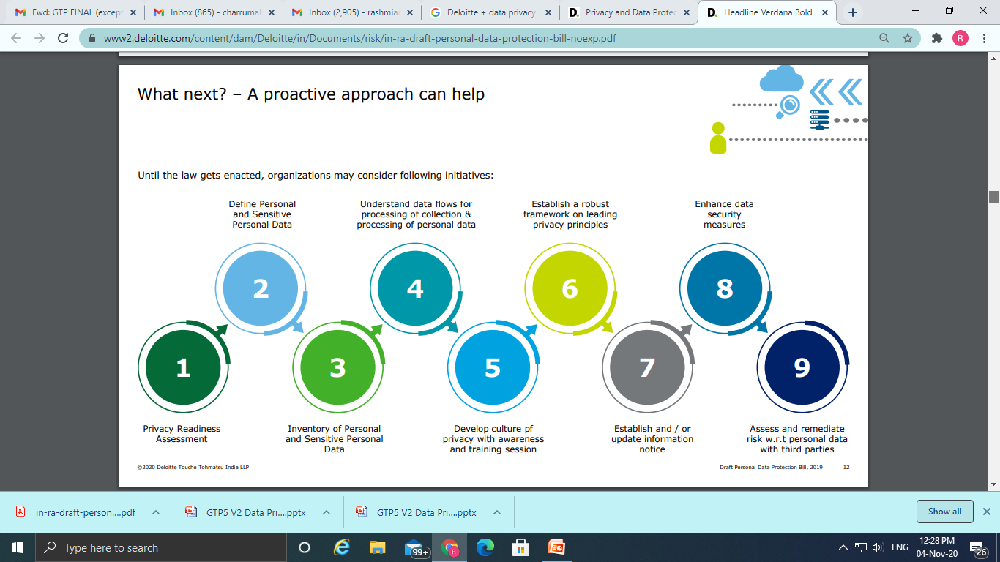 Fwd: GTP FINAL (except
Inbox (865) - charrumal
Inbox (2,905) - rashmiar
Deloitte + data privacy
Privacy and Data Protec
Headline Verdana Bold
www2.deloitte.com/content/dam/Deloitte/in/Documents/risk/in-ra-draft-personal-data-protection-bill-noexp.pdf
R
What next? – A proactive approach can help
Until the law gets enacted, organizations may consider following initiatives:
Define Personal
and Sensitive
Personal Data
Understand data flows for
processing of collection &
processing of personal data
Establish a robust
framework on leading
privacy principles
Enhance data
security
measures
2
4
6
8
1
3
5
7
9
Privacy Readiness
Assessment
Inventory of Personal
and Sensitive Personal
Data
Develop culture pf
privacy with awareness
and training session
Establish and / or
update information
notice
Assess and remediate
risk w.r.t personal data
with third parties
©2020 Deloitte Touche Tohmatsu India LLP
Draft Personal Data Protection Bill, 2019 12
in-ra-draft-person....pdf
GTP5 V2 Data Pri....pptx
GTP5 V2 Data Pri....pptx
Show all
Type here to search
99+
R
ENG
12:28 PM
04-Nov-20
26